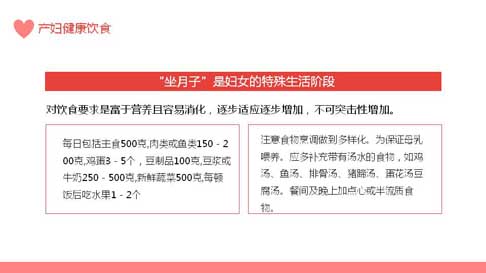 产妇健康饮食
“坐月子”是妇女的特殊生活阶段
对饮食要求是富于营养且容易消化，逐步适应逐步增加，不可突击性增加。
每日包括主食500克,肉类或鱼类150－2
00克,鸡蛋3－5个，豆制品100克,豆浆或
牛奶250－500克,新鲜蔬菜500克,每顿
饭后吃水果1－2个
注意食物烹调做到多样化。为保证母乳
喂养。应多补充带有汤水的食物，如鸡
汤、鱼汤、排骨汤、猪蹄汤、蛋花汤豆
腐汤。餐间及晚上加点心或半流质食
物。